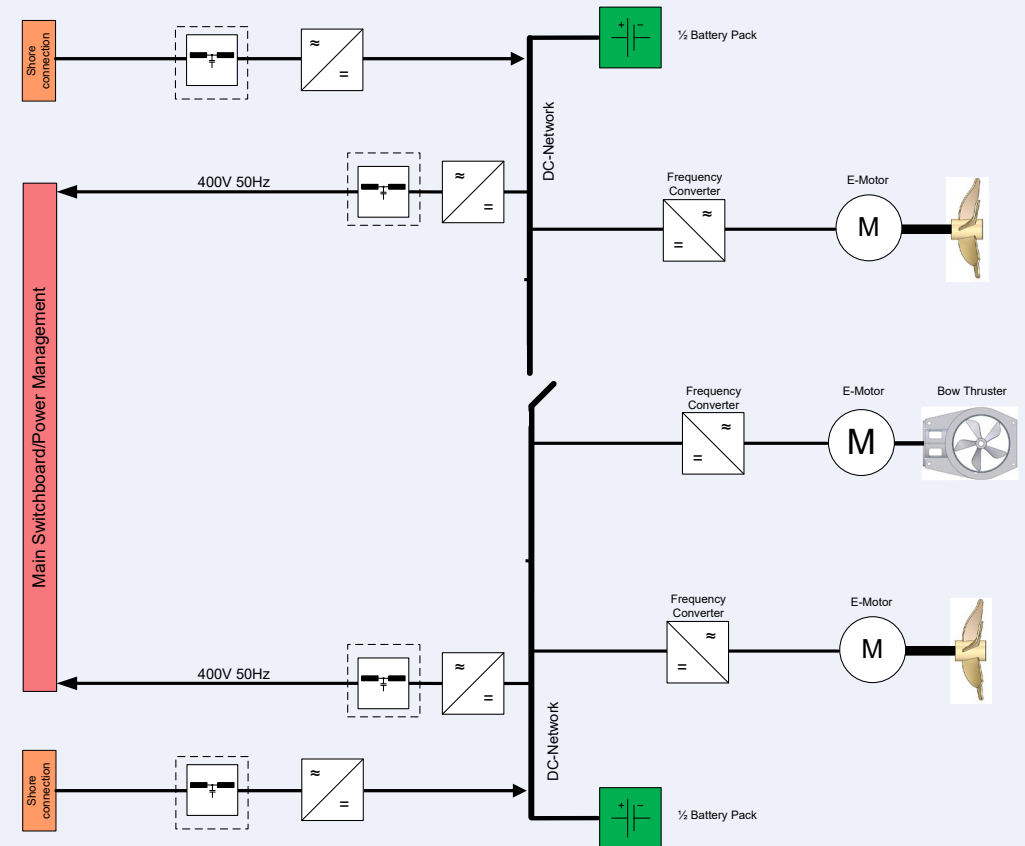 Shore
connection
≈
=
+
−
½ Battery Pack
DC-Network
400V 50Hz
≈
=
Frequency
Converter
≈
=
E-Motor
M
Main Switchboard/Power Management
Frequency
Converter
≈
=
E-Motor
M
Bow Thruster
Frequency
Converter
≈
=
E-Motor
M
400V 50Hz
≈
=
DC-Network
Shore
connection
≈
=
+
−
½ Battery Pack